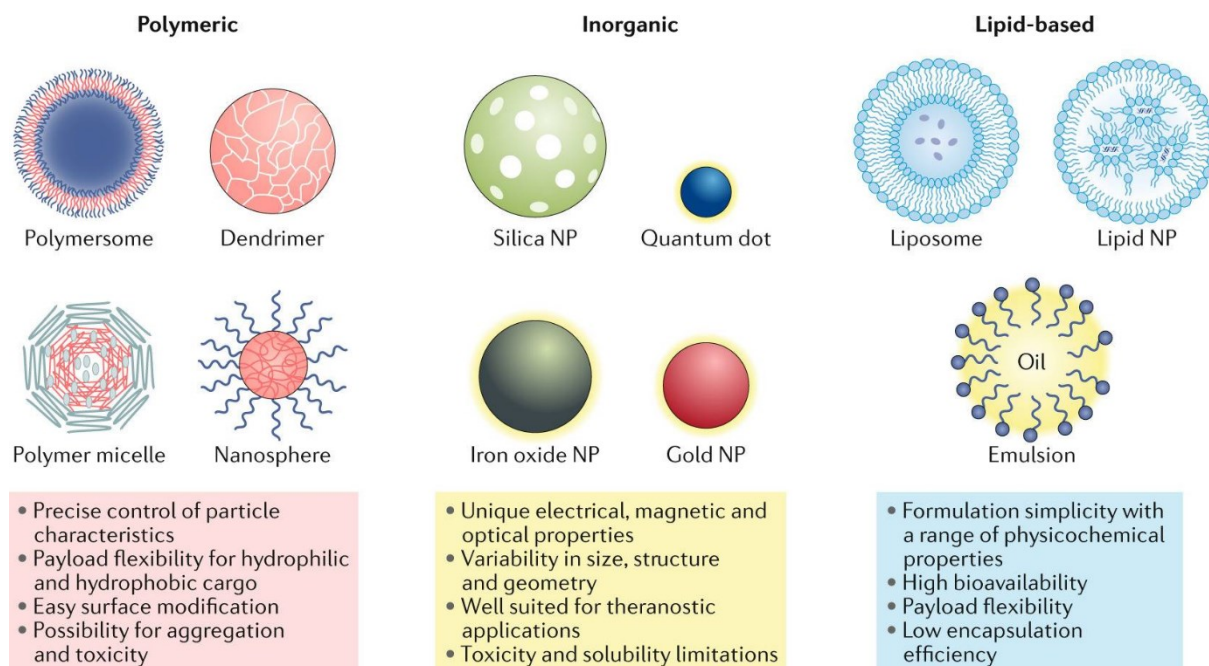 Polymeric
Inorganic
Lipid-based
Polymersome
Dendrimer
Silica NP
Quantum dot
Liposome
Lipid NP
Oil
Polymer micelle
Nanosphere
Iron oxide NP
Gold NP
Emulsion
• Precise control of particle
characteristics
• Payload flexibility for hydrophilic
and hydrophobic cargo
• Easy surface modification
• Possibility for aggregation
and toxicity
• Unique electrical, magnetic and
optical properties
• Variability in size, structure
and geometry
• Well suited for theranostic
applications
• Toxicity and solubility limitations
• Formulation simplicity with
a range of physicochemical
properties
• High bioavailability
• Payload flexibility
• Low encapsulation
efficiency